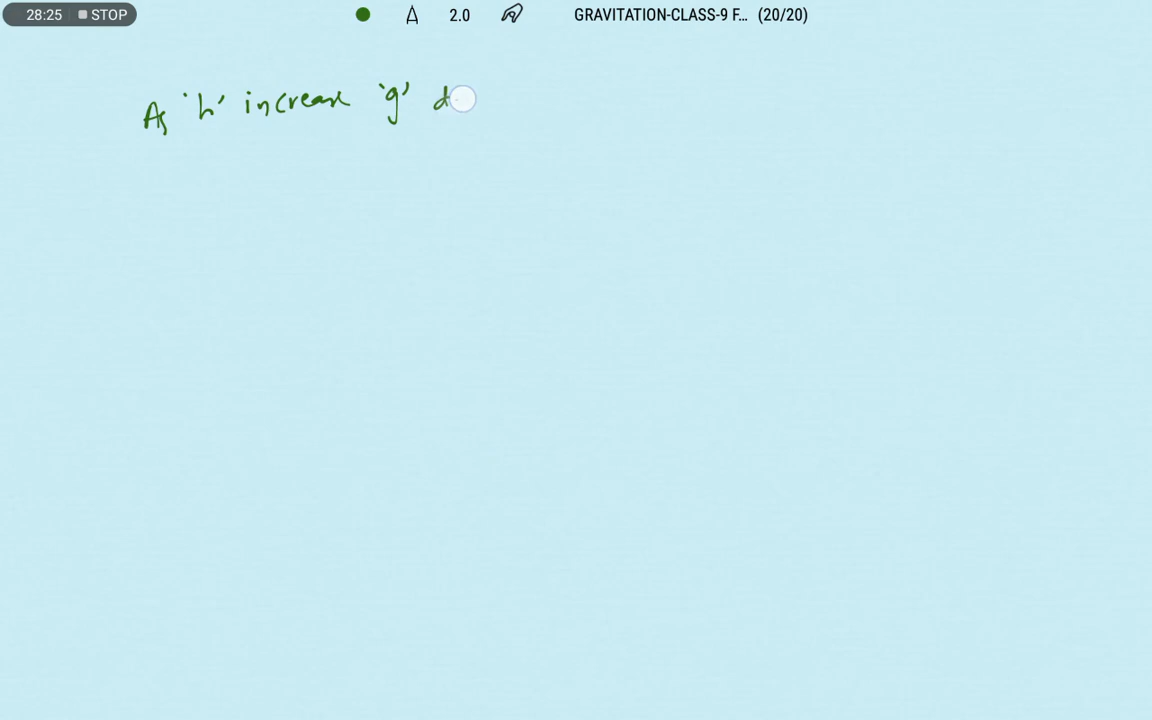 28:25 STOP 2.0 GRAVITATION-CLASS-9 F... (20/20)
As 'h' increase 'g' d